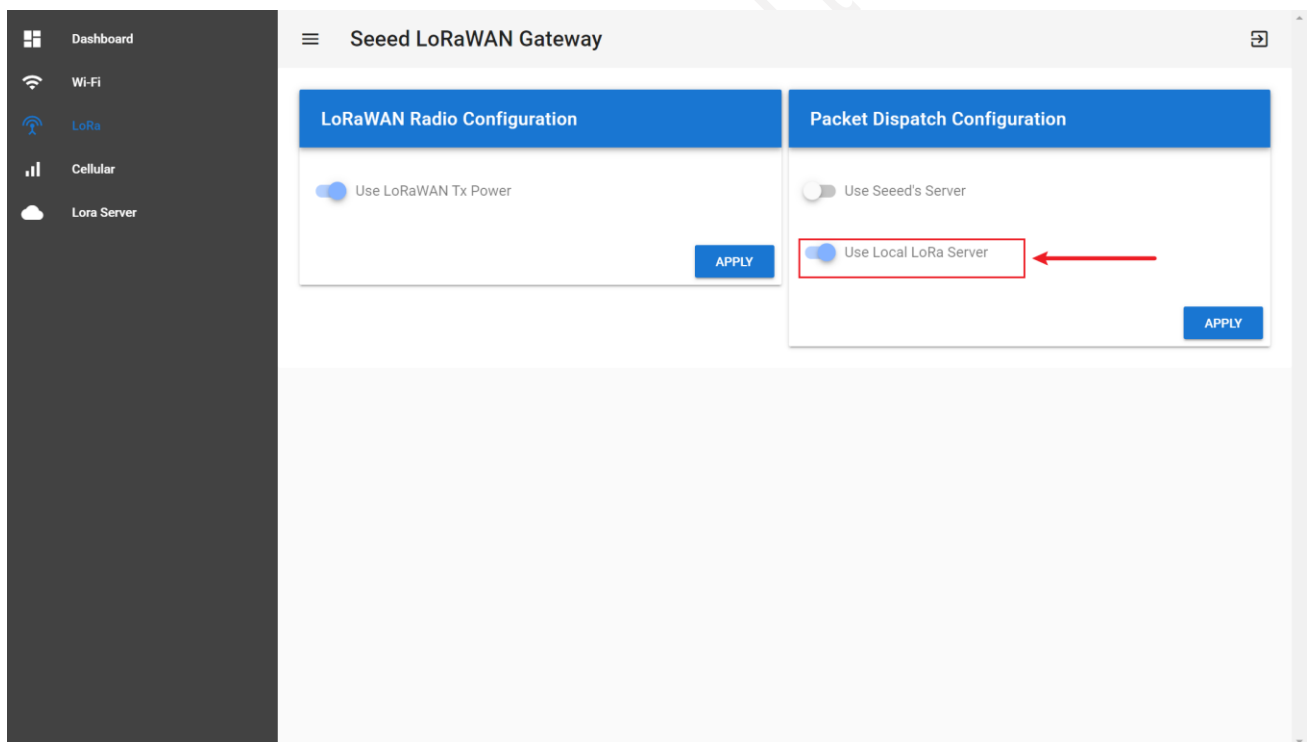 Dashboard
Wi-Fi
LoRa
Cellular
Lora Server
Seeed LoRaWAN Gateway
LoRaWAN Radio Configuration
Use LoRaWAN Tx Power
APPLY
Packet Dispatch Configuration
Use Seeed's Server
Use Local LoRa Server
APPLY